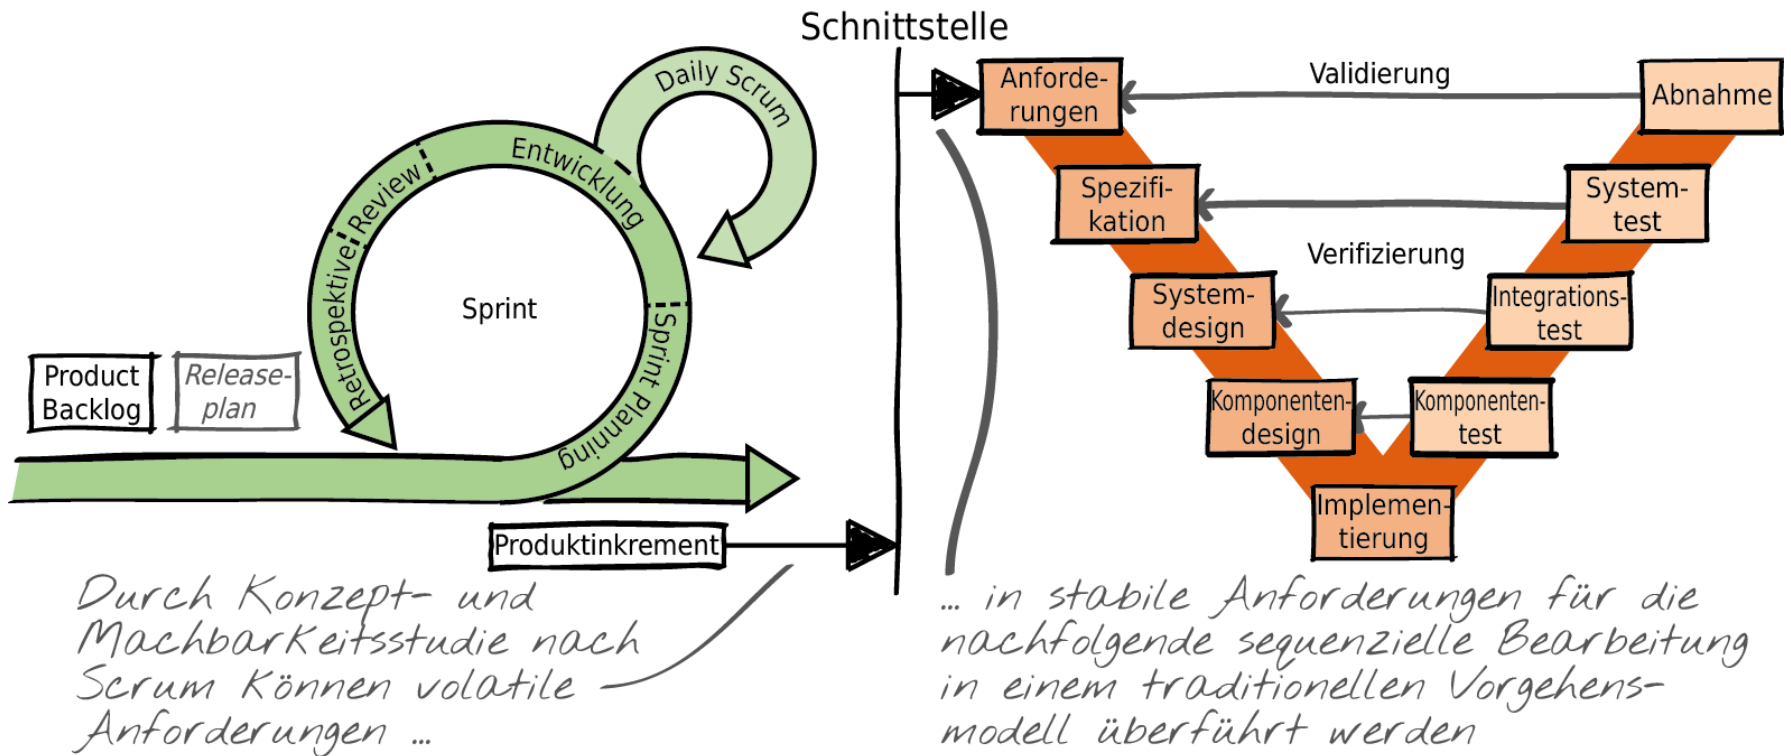 Schnittstelle
Daily Scrum
Entwicklung
Review
Retrospektive
Sprint
Sprint Planning
Product
Backlog
Release-
plan
Produktinkrement
Durch Konzept- und
Machbarkeitsstudie nach
Scrum können volatile
Anforderungen ...
Anforde-
rungen
Validierung
Abnahme
Spezifi-
kation
System-
test
Verifizierung
System-
design
Integrations-
test
Komponenten-
design
Komponenten-
test
Implemen-
tierung
... in stabile Anforderungen für die
nachfolgende sequenzielle Bearbeitung
in einem traditionellen Vorgehens-
modell überführt werden